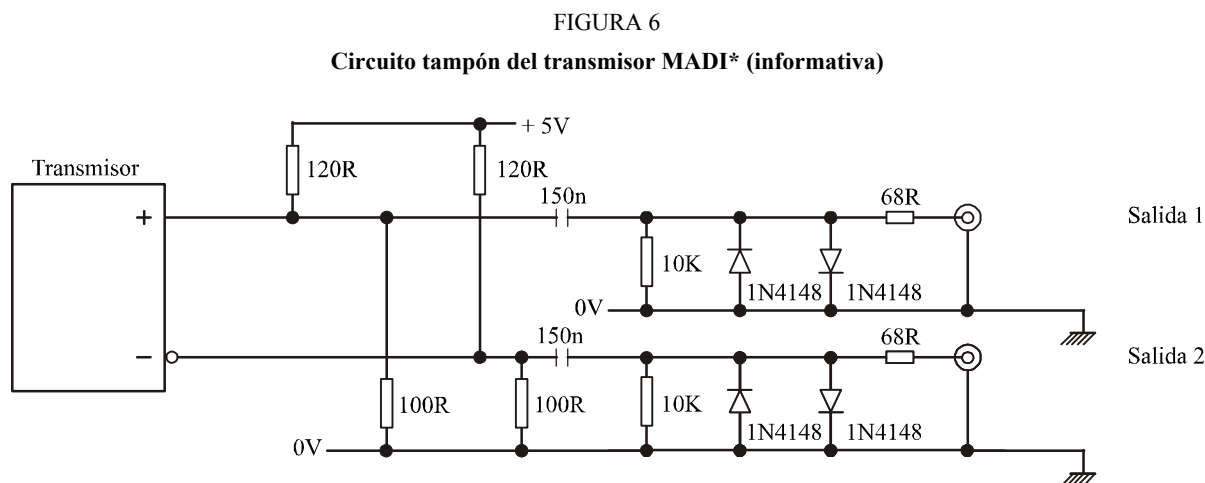 FIGURA 6
Circuito tampón del transmisor MADI* (informativa)
+ 5V
Transmisor
120R
120R
150n
68R
+
Salida 1
10K
1N4148
1N4148
0V
150n
68R
–
Salida 2
100R
100R
10K
1N4148
1N4148
0V